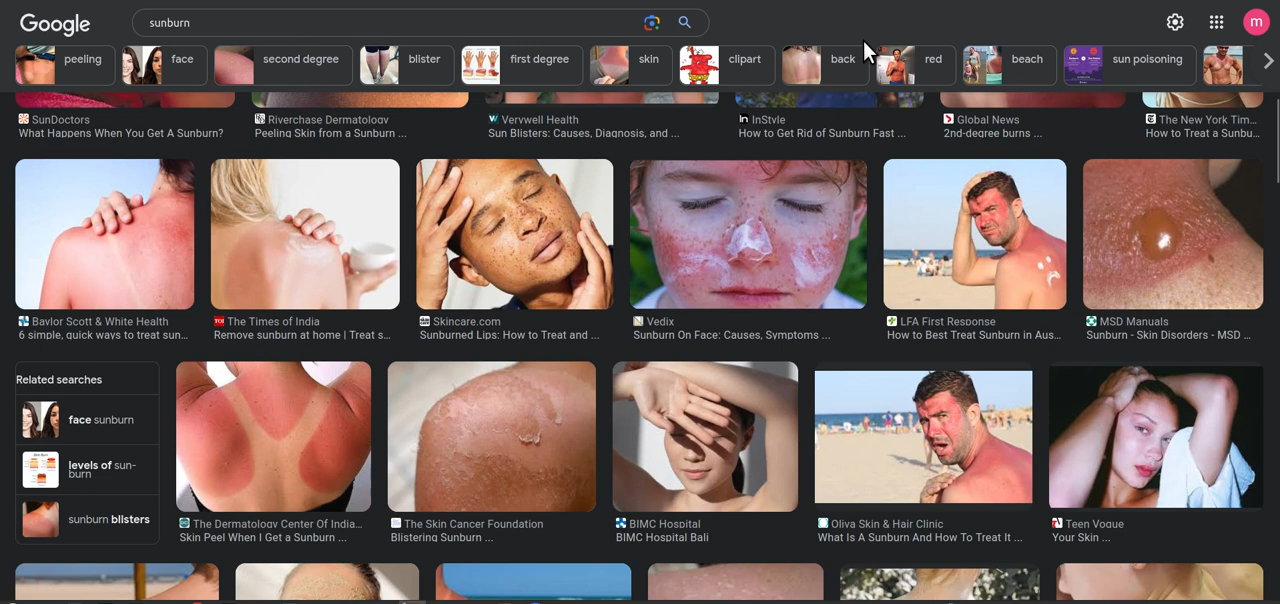 Google
sunburn
m
peeling
face
second degree
blister
first degree
skin
clipart
back
red
beach
sun poisoning
SunDoctors
What Happens When You Get A Sunburn?
Riverchase Dermatology
Peeling Skin from a Sunburn ...
Verywell Health
Sun Blisters: Causes, Diagnosis, and ...
InStyle
How to Get Rid of Sunburn Fast ...
Global News
2nd-degree burns ...
The New York Tim...
How to Treat a Sunbu...
Baylor Scott & White Health
6 simple, quick ways to treat sun...
The Times of India
Remove sunburn at home | Treat s...
Skincare.com
Sunburned Lips: How to Treat and ...
Vedix
Sunburn On Face: Causes, Symptoms ...
LFA First Response
How to Best Treat Sunburn in Aus...
MSD Manuals
Sunburn - Skin Disorders - MSD ...
Related searches
face sunburn
levels of sun-
burn
sunburn blisters
The Dermatology Center Of India...
Skin Peel When I Get a Sunburn ...
The Skin Cancer Foundation
Blistering Sunburn ...
BIMC Hospital
BIMC Hospital Bali
Oliva Skin & Hair Clinic
What Is A Sunburn And How To Treat It ...
Teen Vogue
Your Skin ...